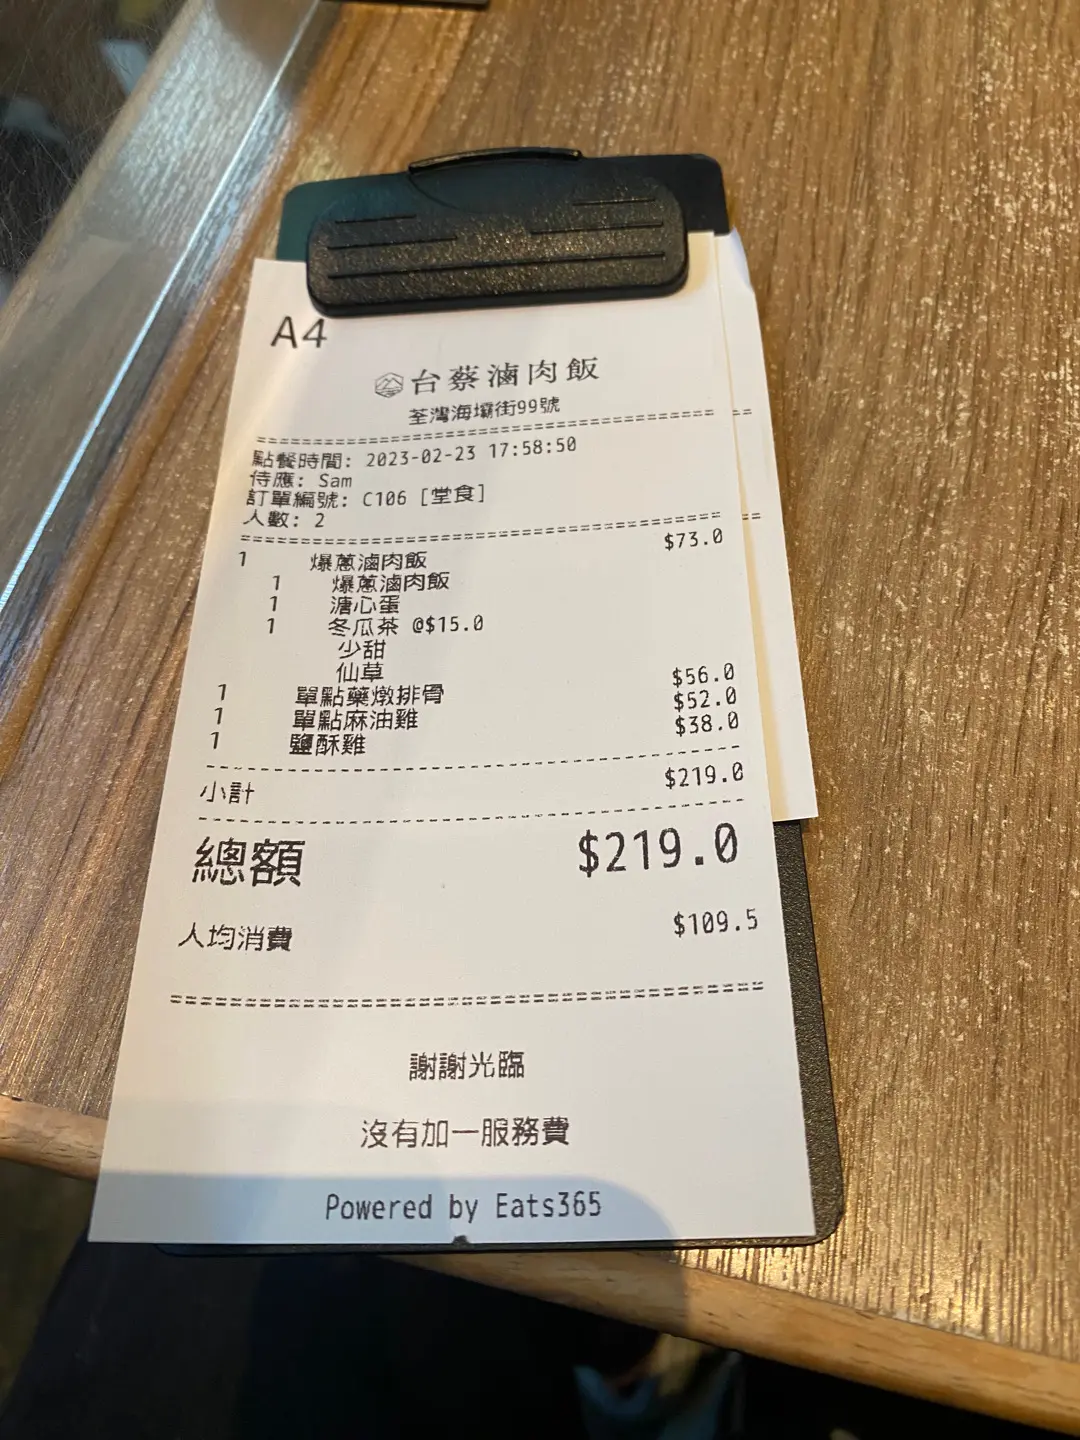 A4
台蔡滷肉飯
荃灣海壩街99號
點餐時間: 2023-02-23 17:58:50
侍應: Sam
訂單編號: C106 [堂食]
人數: 2
1 爆蔥滷肉飯 $73.0
1 爆蔥滷肉飯
1 溏心蛋
1 冬瓜茶 @$15.0
少甜
仙草
1 單點藥燉排骨 $56.0
1 單點麻油雞 $52.0
1 鹽酥雞 $38.0
小計 $219.0
總額 $219.0
人均消費 $109.5
謝謝光臨
沒有加一服務費
Powered by Eats365